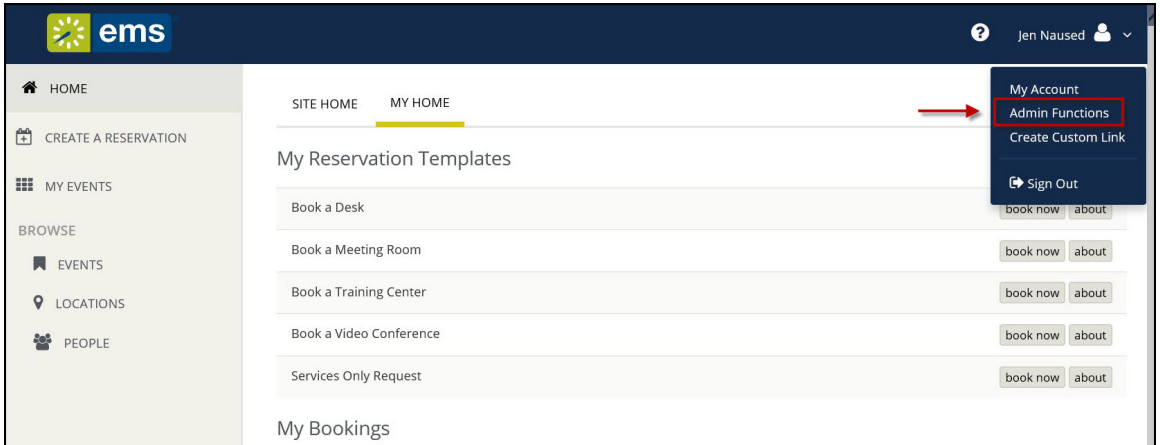 ems
Jen Naused
HOME
CREATE A RESERVATION
MY EVENTS
BROWSE
EVENTS
LOCATIONS
PEOPLE
SITE HOME MY HOME
My Account
Admin Functions
Create Custom Link
Sign Out
My Reservation Templates
Book a Desk book now about
Book a Meeting Room book now about
Book a Training Center book now about
Book a Video Conference book now about
Services Only Request book now about
My Bookings